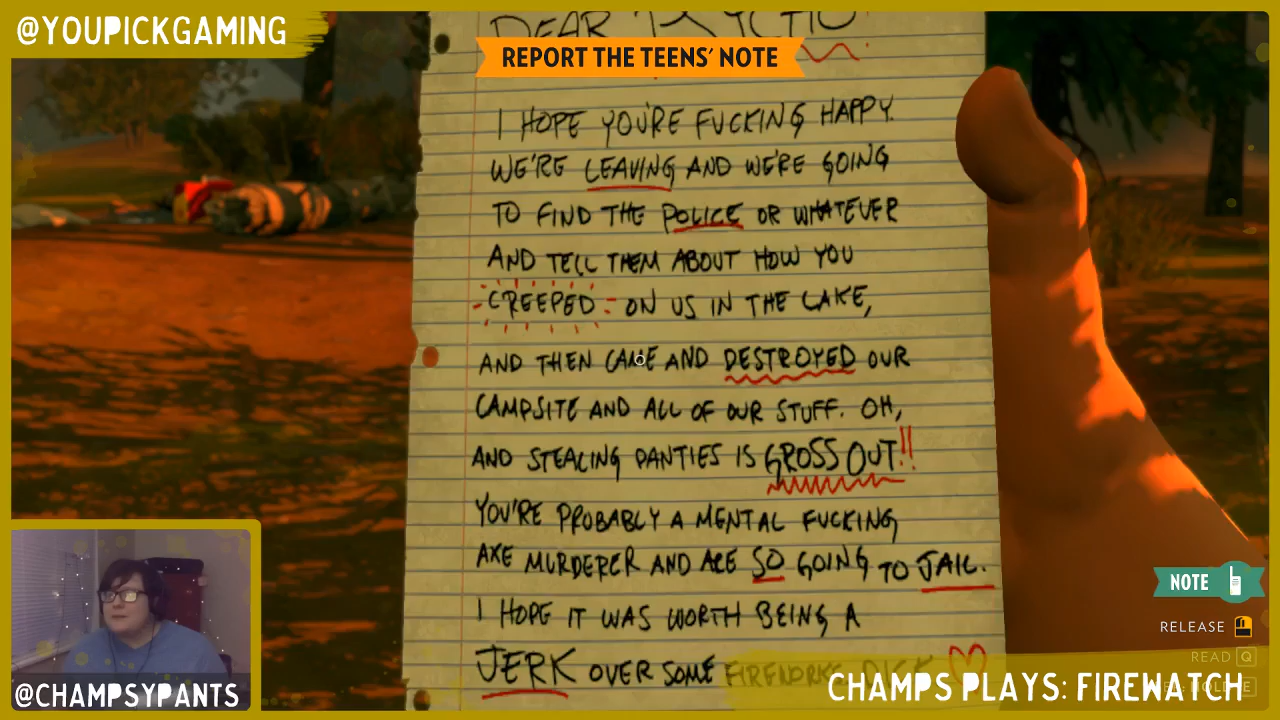 @YOUPICKGAMING
DEAR PSYCHO!
REPORT THE TEENS' NOTE
I HOPE YOU'RE FUCKING HAPPY.
WE'RE LEAVING AND WE'RE GOING
TO FIND THE POLICE OR WHATEVER
AND TELL THEM ABOUT HOW YOU
CREEPED ON US IN THE LAKE,
AND THEN CAME AND DESTROYED OUR
CAMPSITE AND ALL OF OUR STUFF. OH,
AND STEALING PANTIES IS GROSS OUT!!
YOU'RE PROBABLY A MENTAL FUCKING
AXE MURDERER AND ARE SO GOING TO JAIL.
I HOPE IT WAS WORTH BEING A
JERK OVER SOME FIREWORKS, DICK
NOTE
RELEASE
READ Q
@CHAMPSYPANTS
CHAMPS PLAYS: FIREWATCH